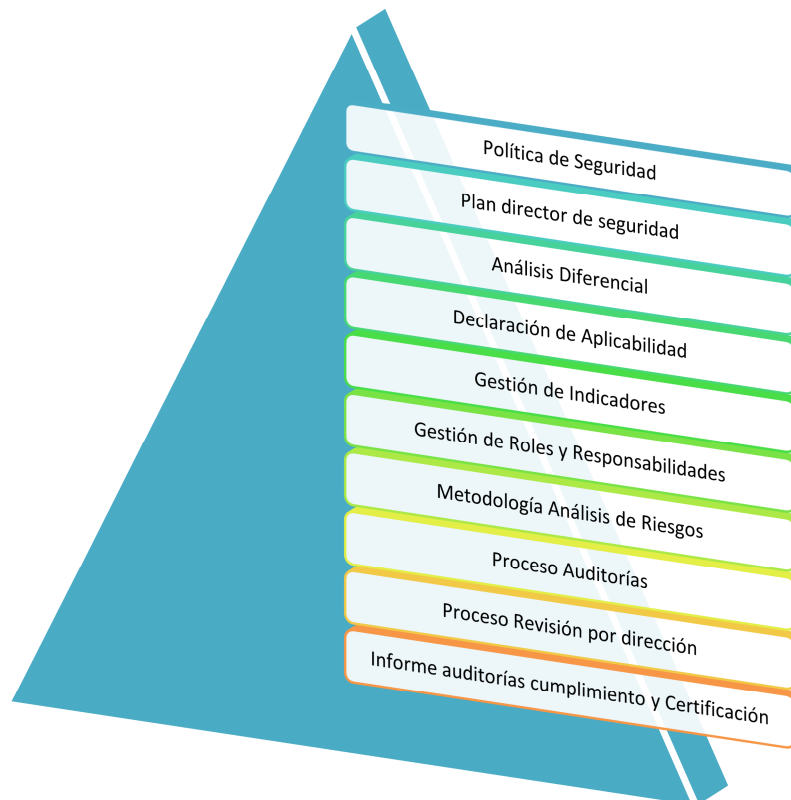 Política de Seguridad
Plan director de seguridad
Análisis Diferencial
Declaración de Aplicabilidad
Gestión de Indicadores
Gestión de Roles y Responsabilidades
Metodología Análisis de Riesgos
Proceso Auditorías
Proceso Revisión por dirección
Informe auditorías cumplimiento y Certificación